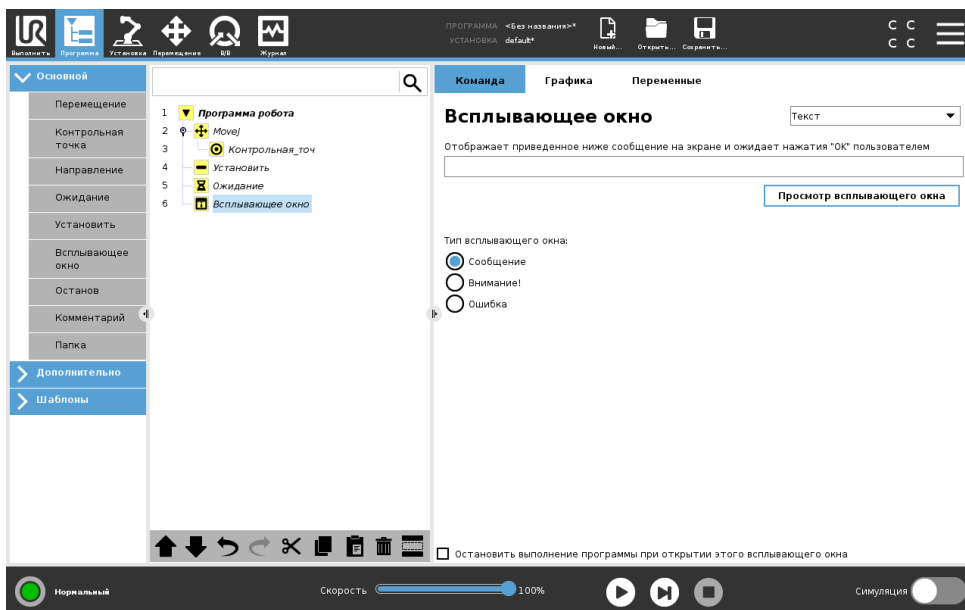 UR
ПРОГРАММА <Без названия>*
УСТАНОВКА default*
Выполнить Программа Установка Перемещение В/В Журнал
Новый... Открыть... Сохранить...
C C
C C
Основной
Перемещение
Контрольная
точка
Направление
Ожидание
Установить
Всплывающее
окно
Останов
Комментарий
Папка
Дополнительно
Шаблоны
1 Программа робота
2 MoveJ
3 Контрольная_точ
4 Установить
5 Ожидание
6 Всплывающее окно
Команда Графика Переменные
Всплывающее окно
Текст
Отображает приведенное ниже сообщение на экране и ожидает нажатия "ОК" пользователем
Просмотр всплывающего окна
Тип всплывающего окна:
Сообщение
Внимание!
Ошибка
Остановить выполнение программы при открытии этого всплывающего окна
Нормальный
Скорость 100%
Симуляция